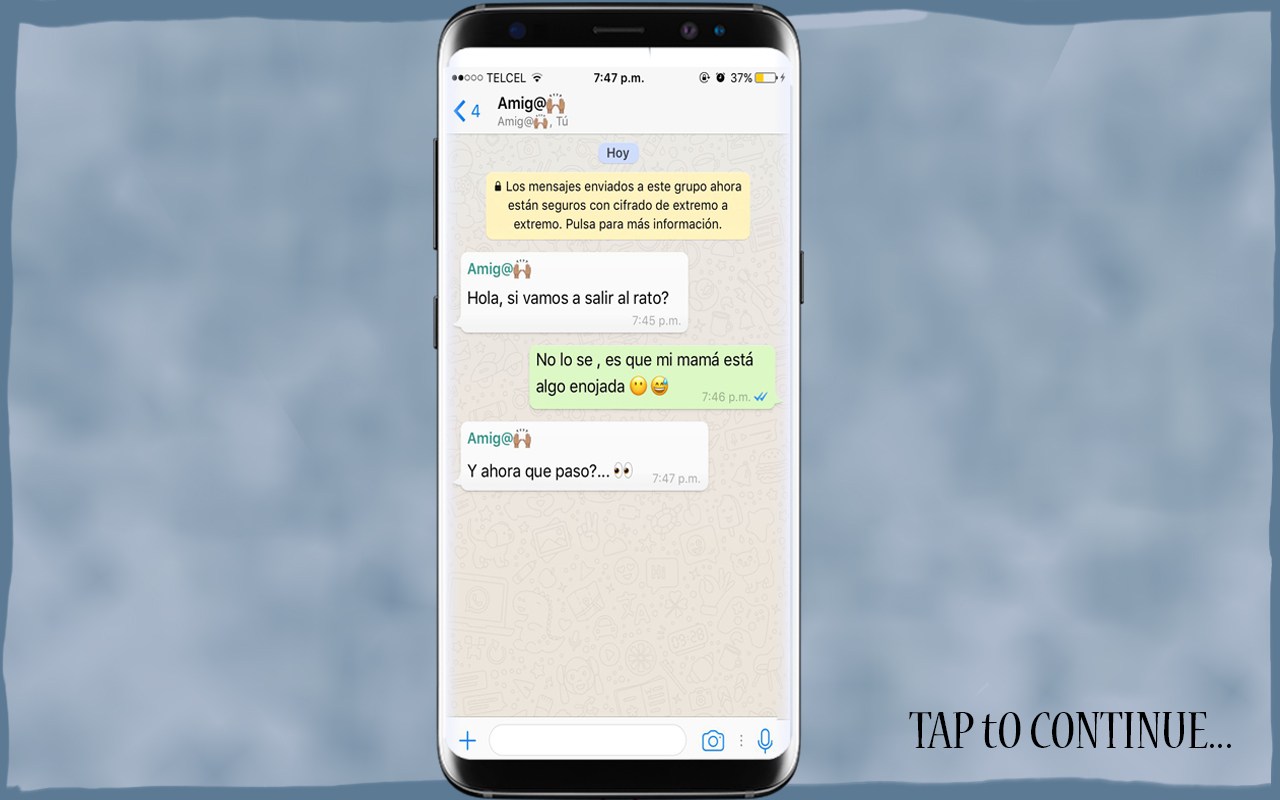 TELCEL 7:47 p.m. 37%
4 Amig@🙌🏽
Amig@🙌🏽, Tú
Hoy
Los mensajes enviados a este grupo ahora
están seguros con cifrado de extremo a
extremo. Pulsa para más información.
Amig@🙌🏽
Hola, si vamos a salir al rato?
7:45 p.m.
No lo se , es que mi mamá está
algo enojada 😶😅
7:46 p.m.
Amig@🙌🏽
Y ahora que paso?... 👀
7:47 p.m.
TAP to CONTINUE...